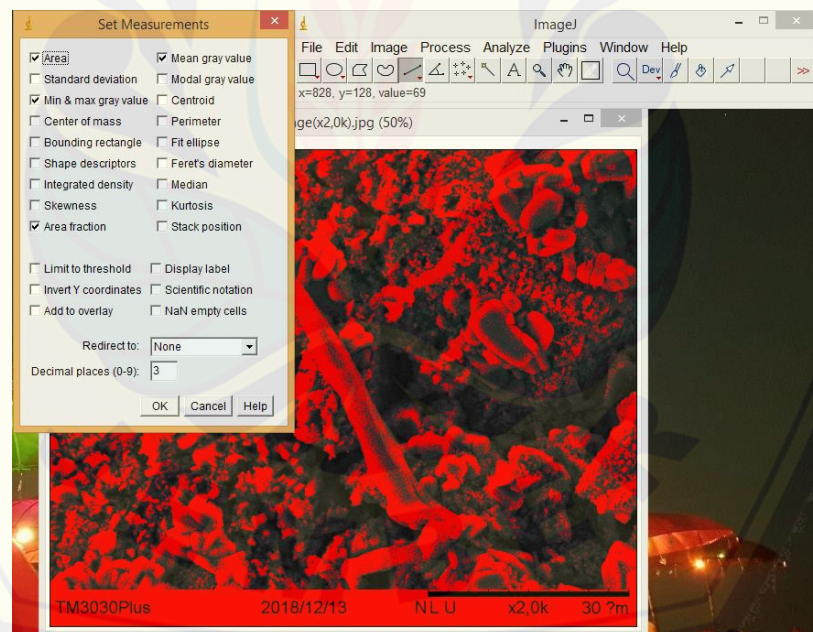 Set Measurements
Area
Mean gray value
Standard deviation
Modal gray value
Min & max gray value
Centroid
Center of mass
Perimeter
Bounding rectangle
Fit ellipse
Shape descriptors
Feret's diameter
Integrated density
Median
Skewness
Kurtosis
Area fraction
Stack position
Limit to threshold
Display label
Invert Y coordinates
Scientific notation
Add to overlay
NaN empty cells
Redirect to: None
Decimal places (0-9): 3
OK Cancel Help
ImageJ
File Edit Image Process Analyze Plugins Window Help
A Dev >>
x=828, y=128, value=69
ge(x2,0k).jpg (50%)
TM3030Plus 2018/12/13 N L U x2,0k 30 ?m